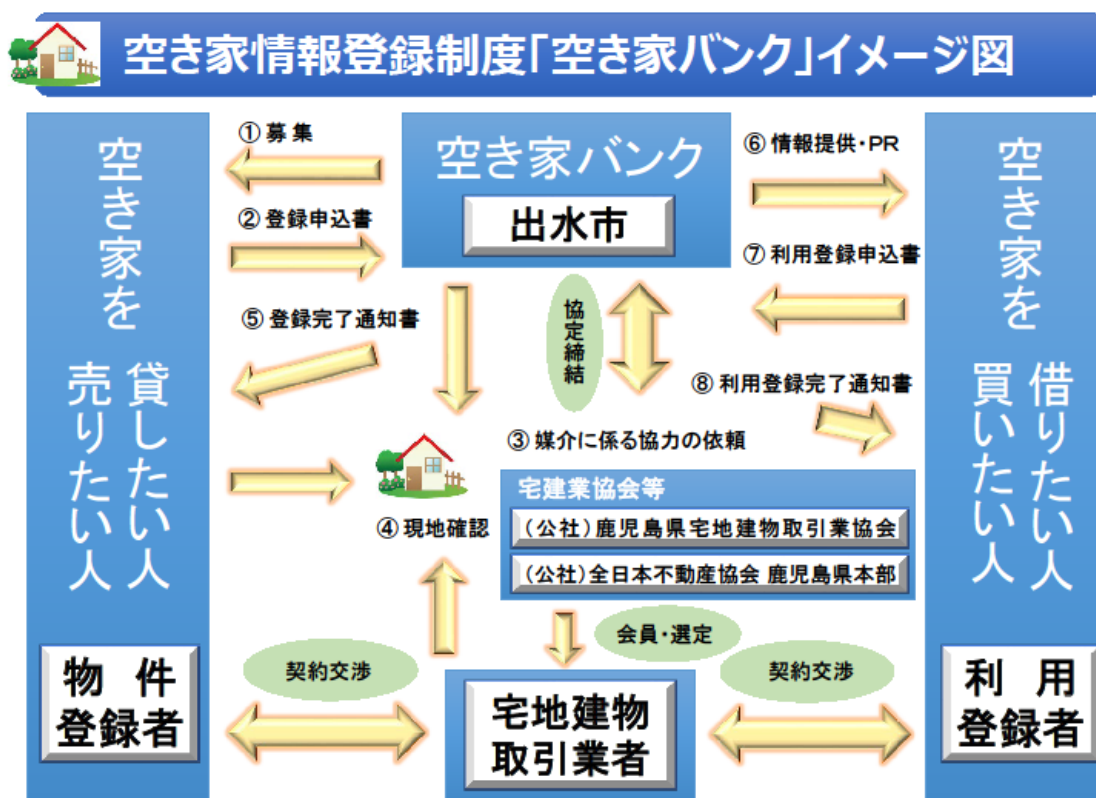 空き家情報登録制度「空き家バンク」イメージ図
空き家を
貸したい人
売りたい人
物件
登録者
① 募集
② 登録申込書
⑤ 登録完了通知書
空き家バンク
出水市
協定締結
③ 媒介に係る協力の依頼
④ 現地確認
宅建業協会等
(公社)鹿児島県宅地建物取引業協会
(公社)全日本不動産協会 鹿児島県本部
会員・選定
契約交渉
宅地建物
取引業者
契約交渉
⑥ 情報提供・PR
⑦ 利用登録申込書
⑧ 利用登録完了通知書
空き家を
借りたい人
買いたい人
利用
登録者